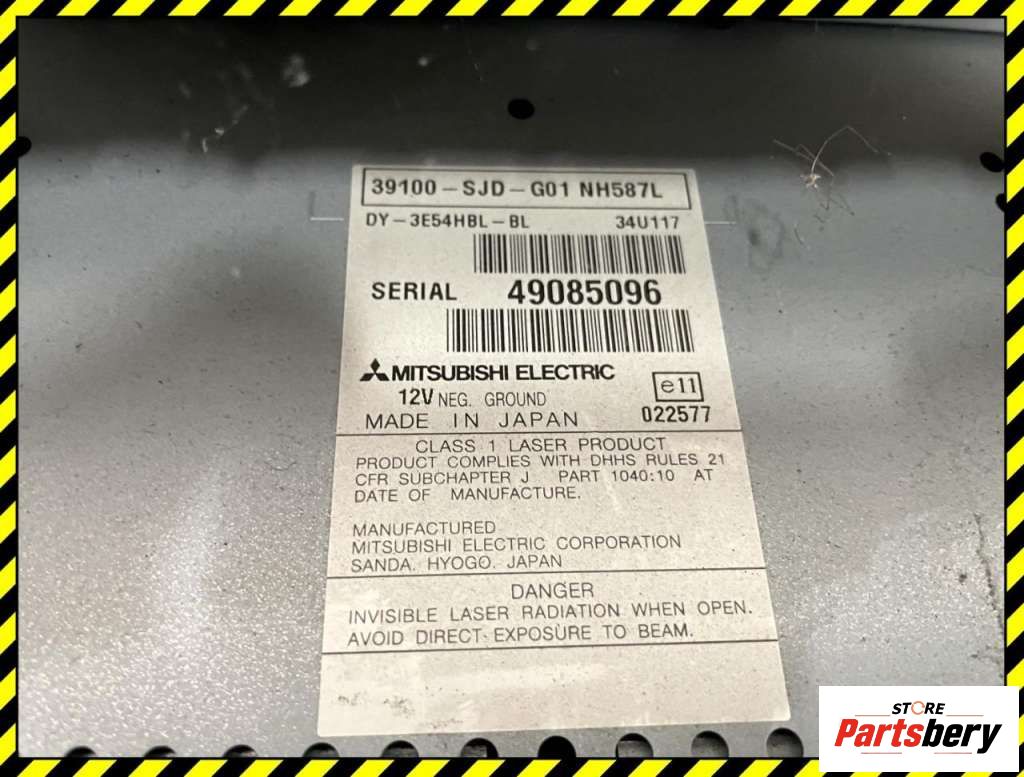 39100-SJD-G01 NH587L
DY-3E54HBL-BL 34U117
SERIAL 49085096
MITSUBISHI ELECTRIC
e11
12V NEG. GROUND
022577
MADE IN JAPAN
CLASS 1 LASER PRODUCT
PRODUCT COMPLIES WITH DHHS RULES 21
CFR SUBCHAPTER J PART 1040:10 AT
DATE OF MANUFACTURE.
MANUFACTURED
MITSUBISHI ELECTRIC CORPORATION
SANDA, HYOGO, JAPAN
DANGER
INVISIBLE LASER RADIATION WHEN OPEN.
AVOID DIRECT EXPOSURE TO BEAM.
STORE
Partsbery